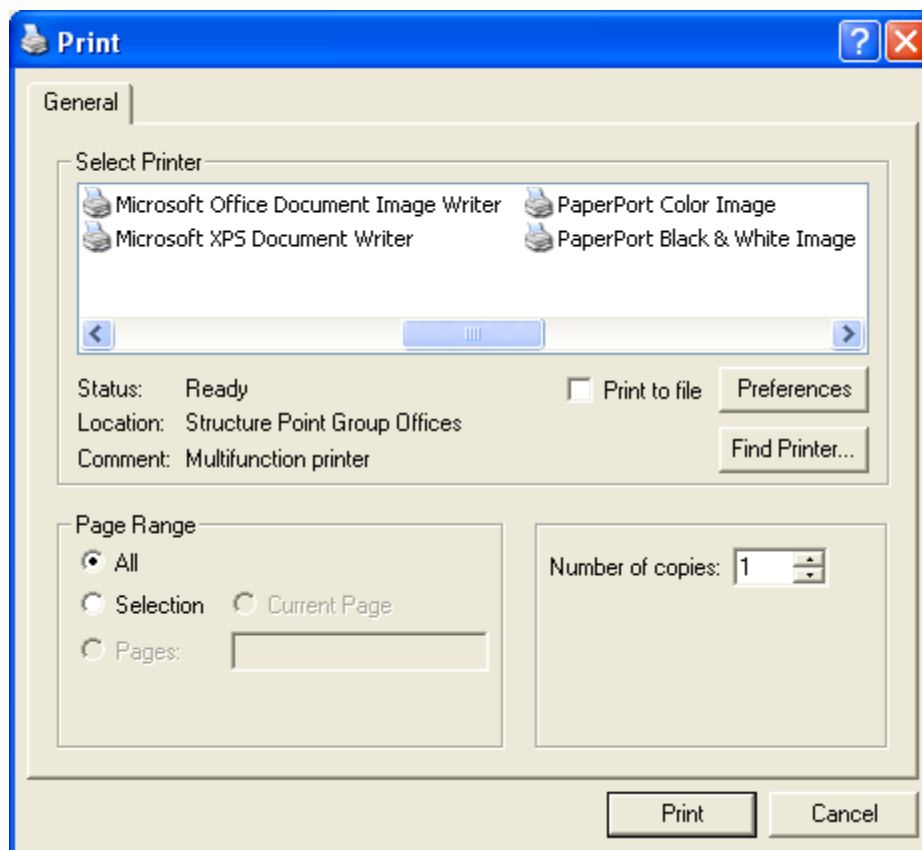 Print
General
Select Printer
Microsoft Office Document Image Writer PaperPort Color Image
Microsoft XPS Document Writer PaperPort Black & White Image
Status: Ready Print to file Preferences
Location: Structure Point Group Offices
Comment: Multifunction printer Find Printer...
Page Range
All Number of copies: 1
Selection Current Page
Pages:
Print Cancel